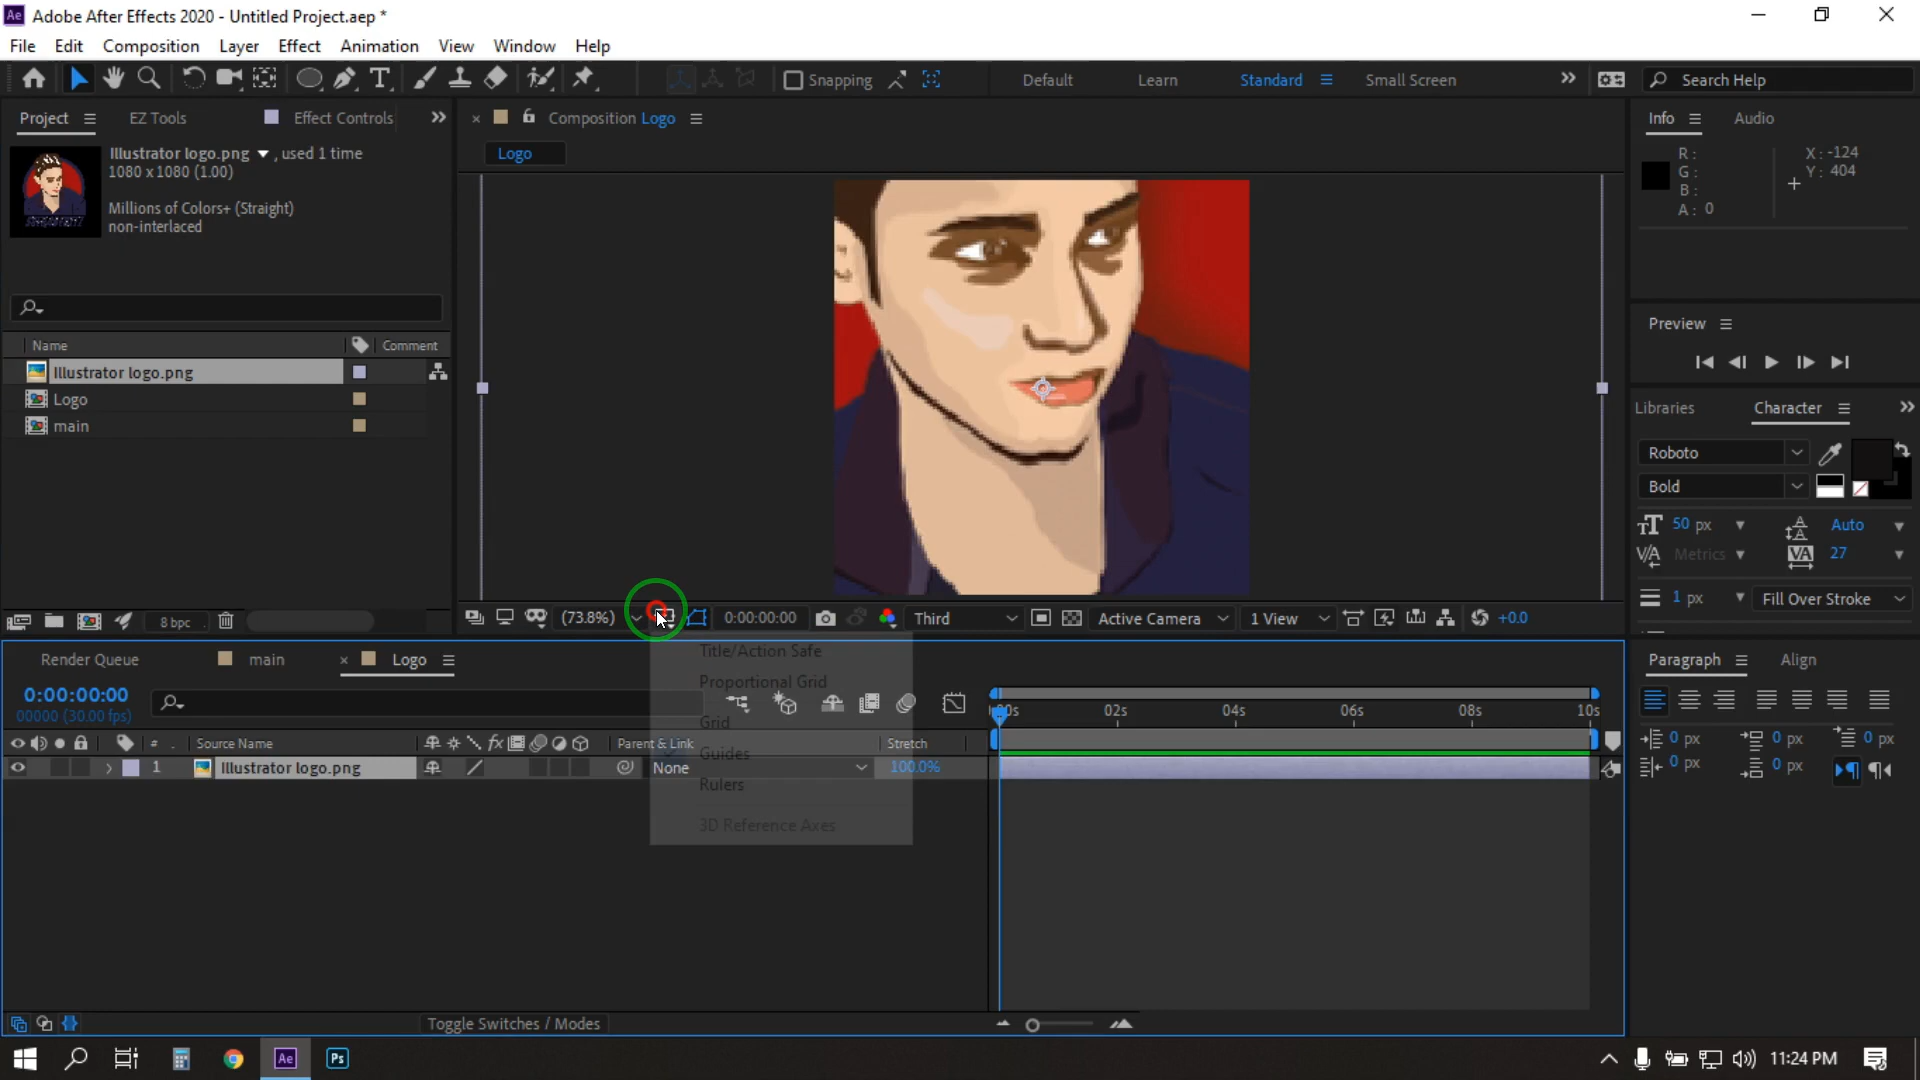 Ae Adobe After Effects 2020 - Untitled Project.aep *
File Edit Composition Layer Effect Animation View Window Help
T Snapping Default Learn Standard Small Screen Search Help
Project EZ Tools Effect Controls Composition Logo Info Audio
Logo
Illustrator logo.png , used 1 time
1080 x 1080 (1.00)
Millions of Colors+ (Straight)
non-interlaced
R:
G:
B:
A: 0
X: -124
Y: 404
Preview
Name Comment
Illustrator logo.png
Logo
main
Libraries Character
Roboto
Bold
50 px Auto
Metrics 27
1 px Fill Over Stroke
8 bpc (73.8%) 0:00:00:00 Third Active Camera 1 View +0.0
Title/Action Safe
Proportional Grid
Grid
Guides
Rulers
3D Reference Axes
Render Queue main Logo
0:00:00:00
00000 (30.00 fps)
00s 02s 04s 06s 08s 10s
# . Source Name fx Parent & Link Stretch
1 Illustrator logo.png None 100.0%
Paragraph Align
0 px 0 px 0 px
0 px 0 px
Toggle Switches / Modes
Ae Ps 11:24 PM